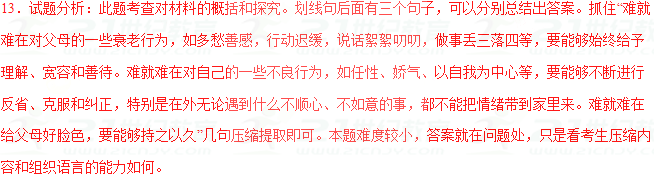 13．试题分析：此题考查对材料的概括和探究。划线句后面有三个句子，可以分别总结出答案。抓住“难就
难在对父母的一些衰老行为，如多愁善感，行动迟缓，说话絮絮叨叨，做事丢三落四等，要能够始终给予
理解、宽容和善待。难就难在对自己的一些不良行为，如任性、娇气、以自我为中心等，要能够不断进行
反省、克服和纠正，特别是在外无论遇到什么不顺心、不如意的事，都不能把情绪带到家里来。难就难在
给父母好脸色，要能够持之以久”几句压缩提取即可。本题难度较小，答案就在问题处，只是看考生压缩内
容和组织语言的能力如何。